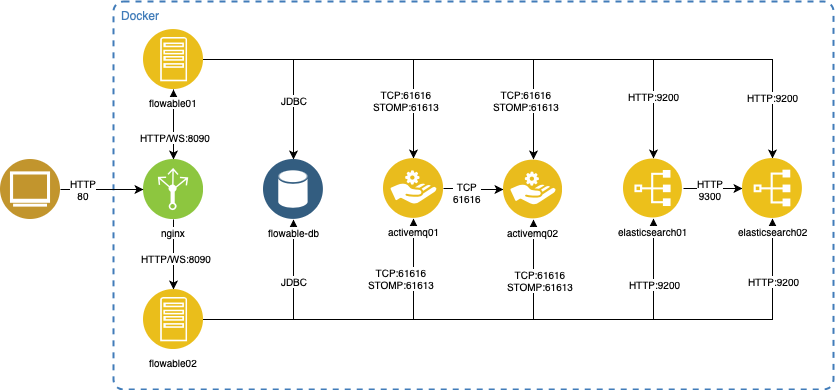 Docker
flowable01
JDBC
TCP:61616
STOMP:61613
TCP:61616
STOMP:61613
HTTP:9200
HTTP:9200
HTTP/WS:8090
HTTP
80
TCP
61616
HTTP
9300
nginx
flowable-db
activemq01
activemq02
elasticsearch01
elasticsearch02
HTTP/WS:8090
JDBC
TCP:61616
STOMP:61613
TCP:61616
STOMP:61613
HTTP:9200
HTTP:9200
flowable02